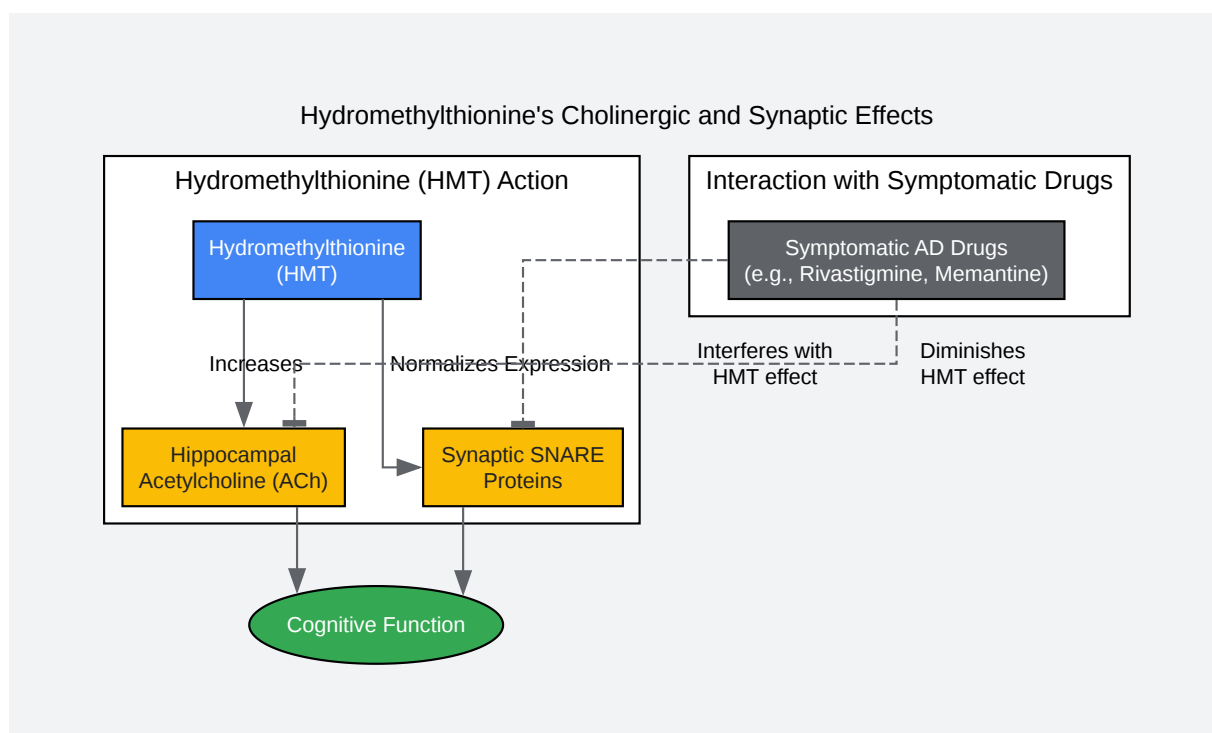 Hydromethylthionine's Cholinergic and Synaptic Effects
Hydromethylthionine (HMT) Action
Interaction with Symptomatic Drugs
Hydromethylthionine
(HMT)
Symptomatic AD Drugs
(e.g., Rivastigmine, Memantine)
Increases
Normalizes Expression
Interferes with
HMT effect
Diminishes
HMT effect
Hippocampal
Acetylcholine (ACh)
Synaptic SNARE
Proteins
Cognitive Function